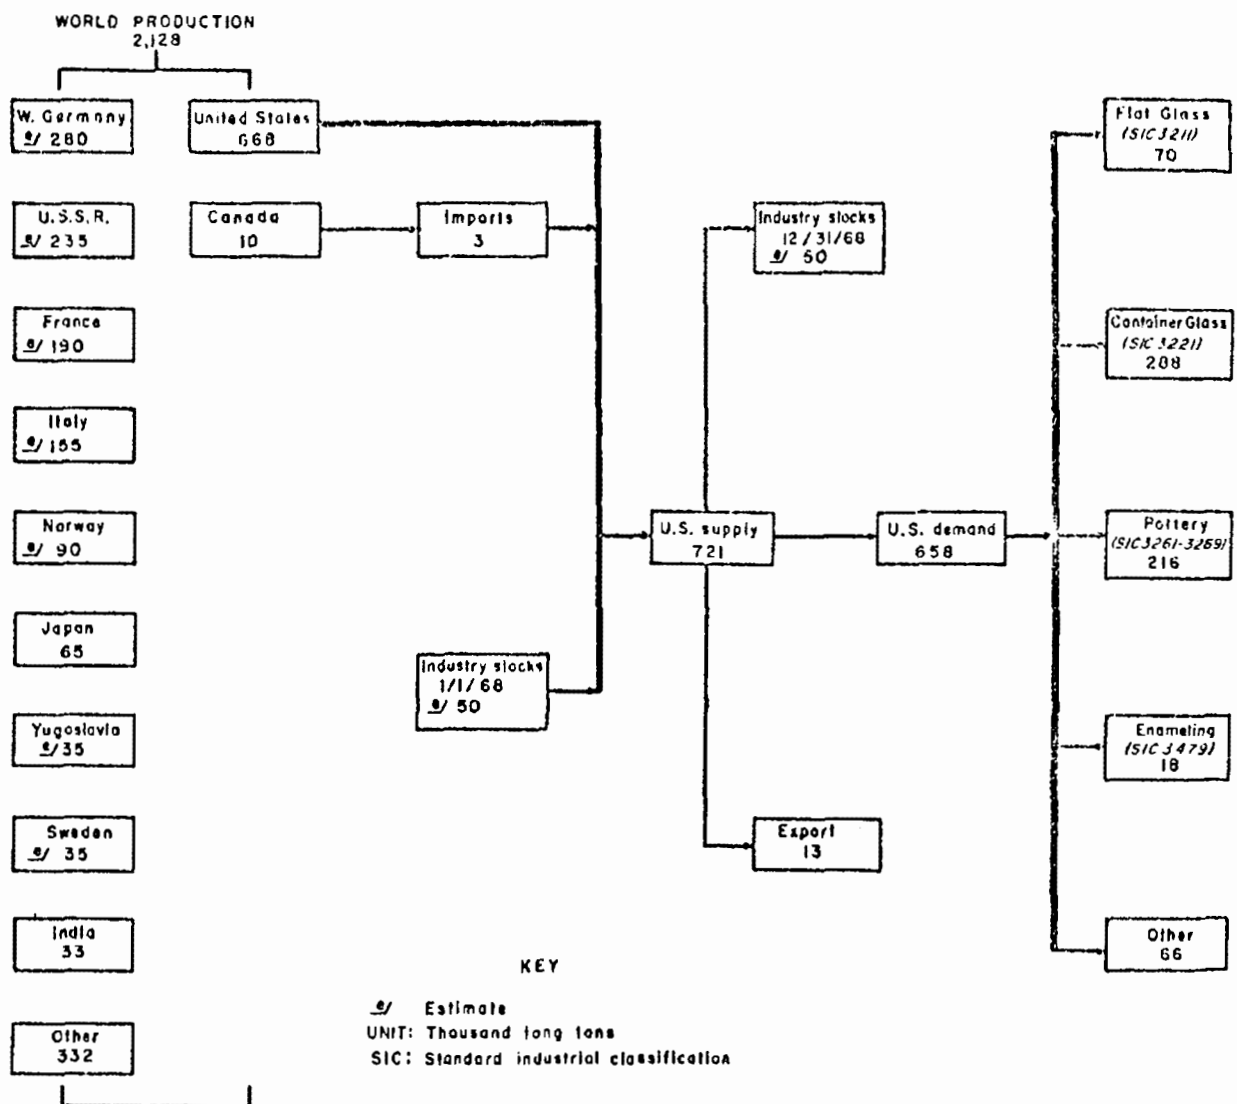 WORLD PRODUCTION
2,128
W. Germany
e/ 280
United States
668
U.S.S.R.
e/ 235
Canada
10
Imports
3
France
e/ 190
Italy
e/ 155
Norway
e/ 90
Japan
65
Yugoslavia
e/ 35
Sweden
e/ 35
India
33
Other
332
Industry stocks
1/1/68
e/ 50
U.S. supply
721
Industry stocks
12/31/68
e/ 50
Export
13
U.S. demand
658
Flat Glass
(SIC 3211)
70
Container Glass
(SIC 3221)
288
Pottery
(SIC3261-3269)
216
Enameling
(SIC 3479)
18
Other
66
KEY
e/ Estimate
UNIT: Thousand long tons
SIC: Standard industrial classification